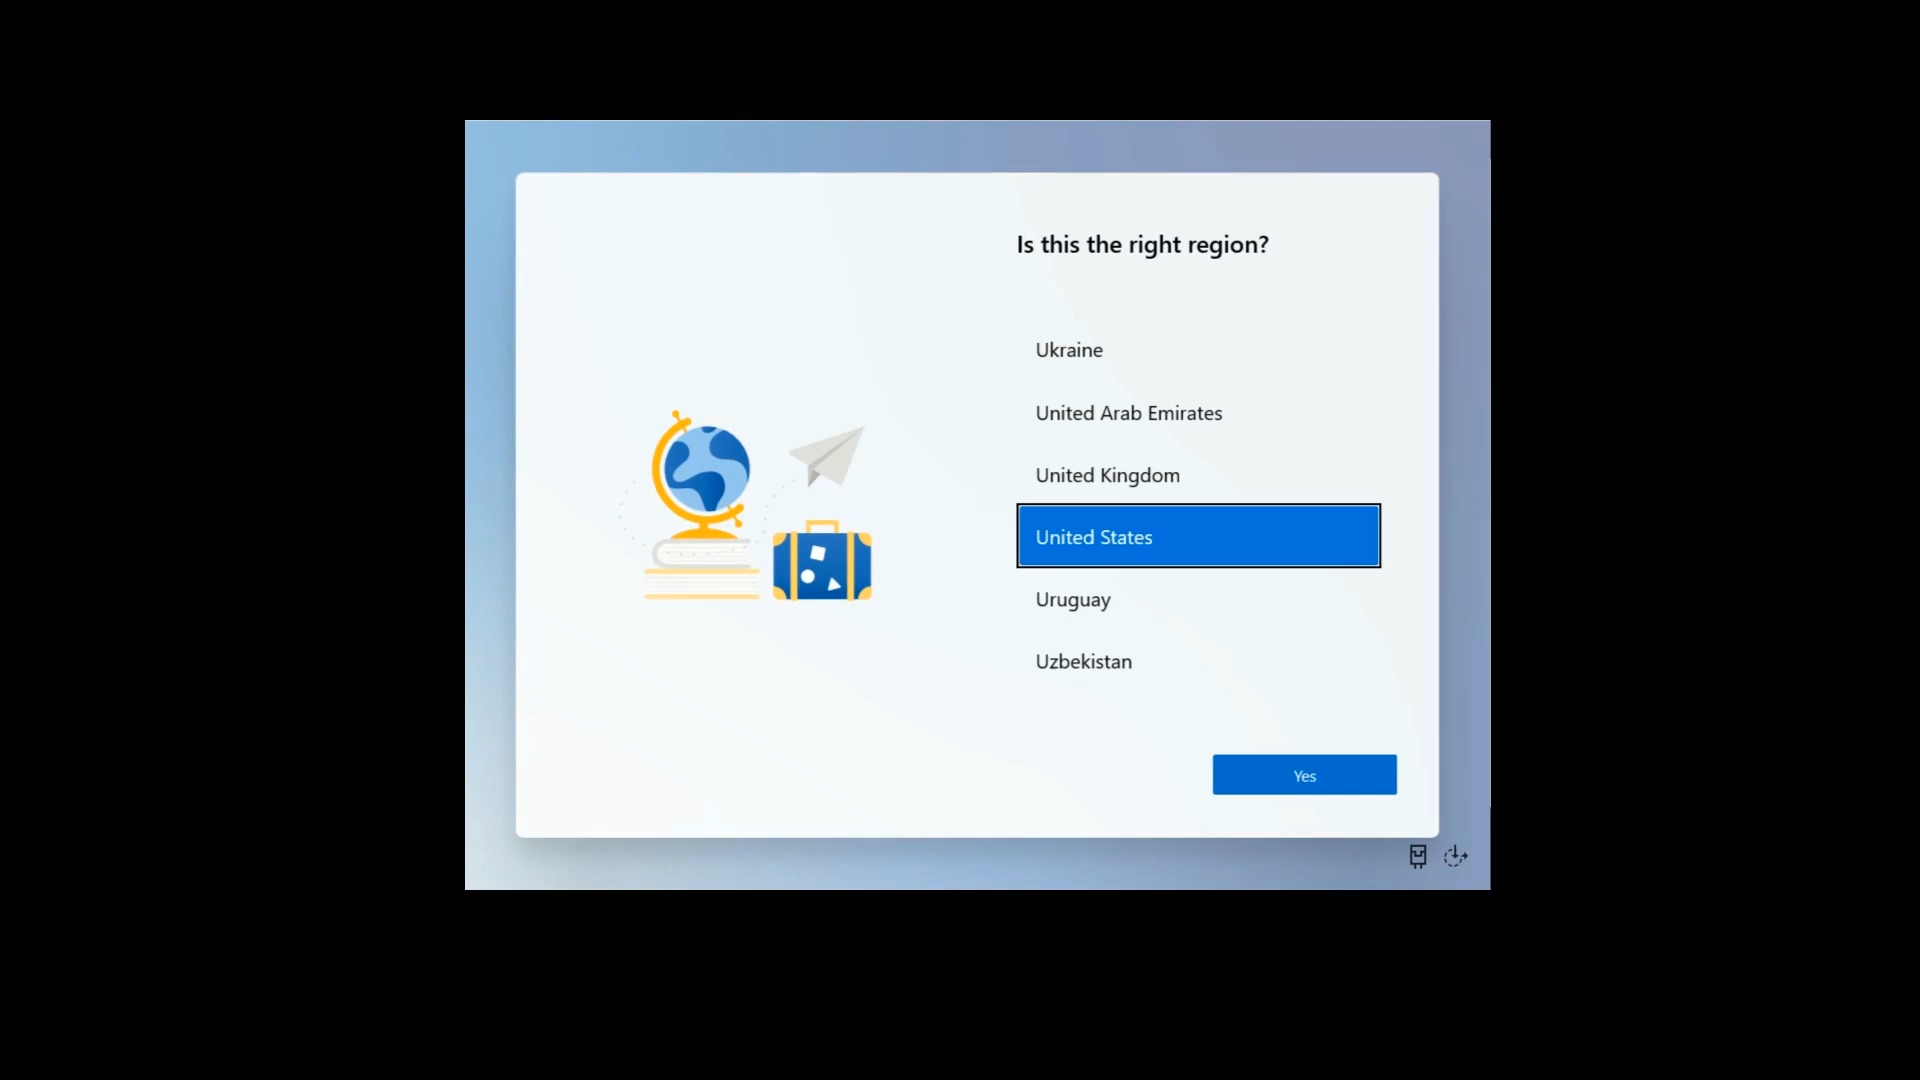 Is this the right region?
Ukraine
United Arab Emirates
United Kingdom
United States
Uruguay
Uzbekistan
Yes